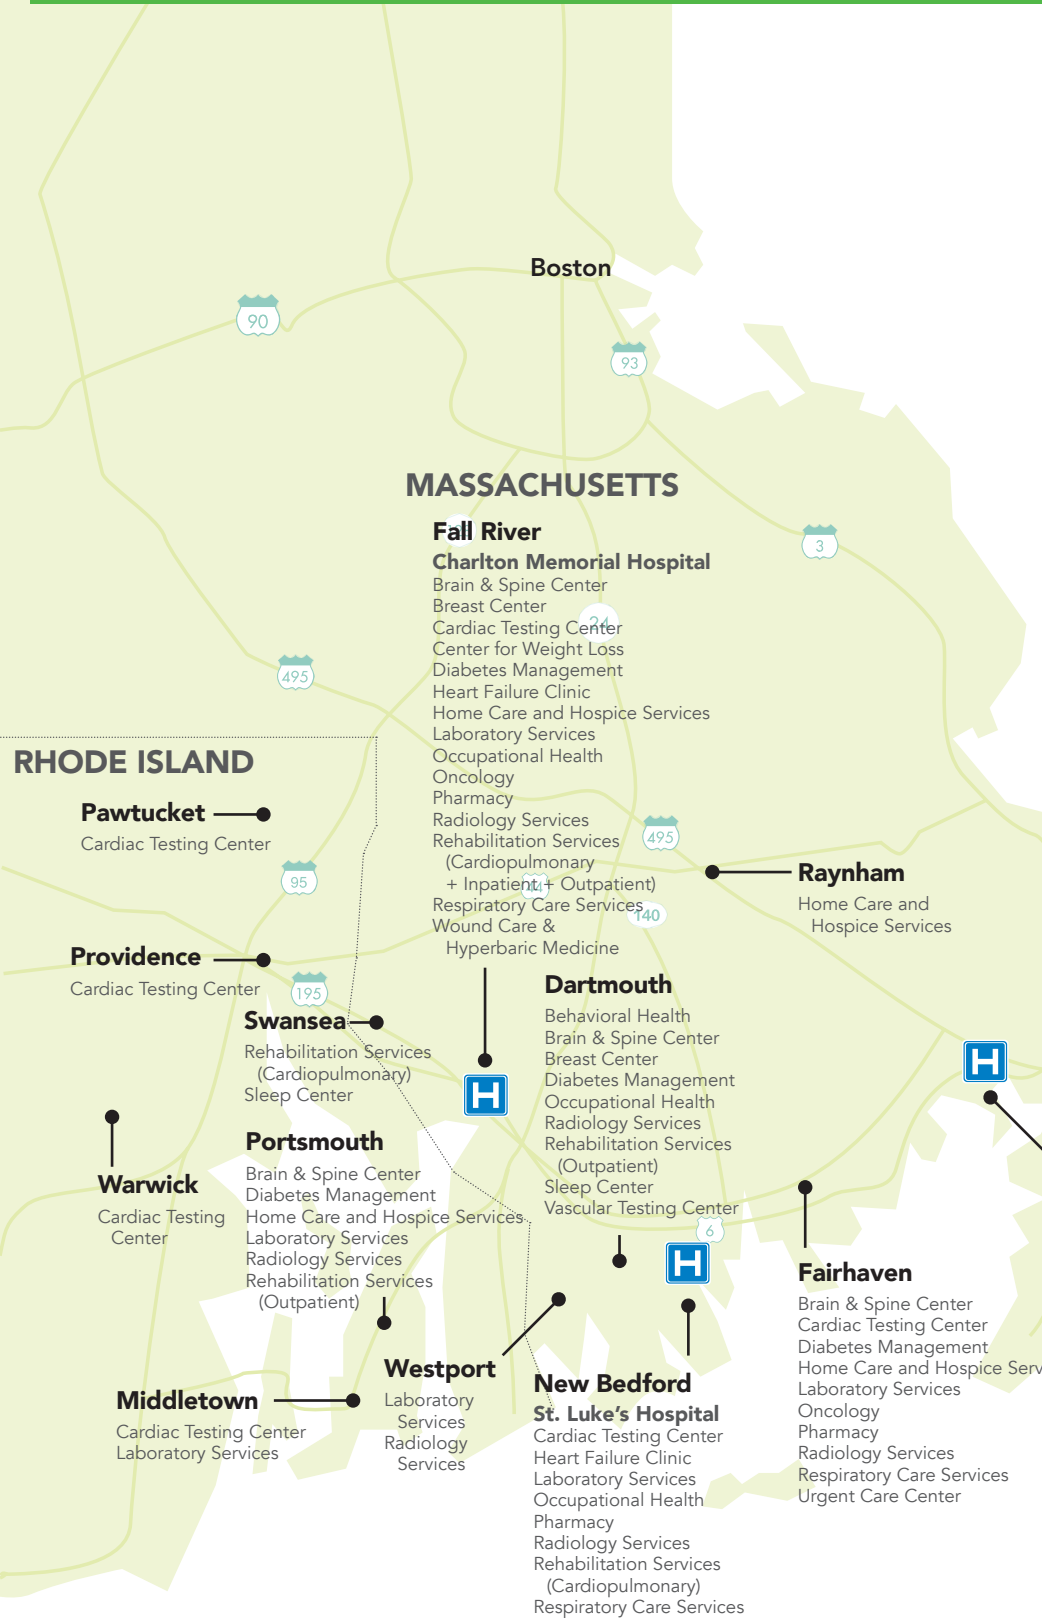 Boston
90
93
MASSACHUSETTS
Fall River
Charlton Memorial Hospital
Brain & Spine Center
Breast Center
Cardiac Testing Center
Center for Weight Loss
Diabetes Management
Heart Failure Clinic
Home Care and Hospice Services
Laboratory Services
Occupational Health
Oncology
Pharmacy
Radiology Services
Rehabilitation Services
(Cardiopulmonary
+ Inpatient + Outpatient)
Respiratory Care Services
Wound Care &
Hyperbaric Medicine
3
24
495
RHODE ISLAND
Pawtucket
Cardiac Testing Center
495
95
44
140
Raynham
Home Care and
Hospice Services
Providence
Cardiac Testing Center
195
Swansea
Rehabilitation Services
(Cardiopulmonary)
Sleep Center
H
Dartmouth
Behavioral Health
Brain & Spine Center
Breast Center
Diabetes Management
Occupational Health
Radiology Services
Rehabilitation Services
(Outpatient)
Sleep Center
Vascular Testing Center
H
Warwick
Cardiac Testing
Center
Portsmouth
Brain & Spine Center
Diabetes Management
Home Care and Hospice Services
Laboratory Services
Radiology Services
Rehabilitation Services
(Outpatient)
6
H
Fairhaven
Brain & Spine Center
Cardiac Testing Center
Diabetes Management
Home Care and Hospice Serv
Laboratory Services
Oncology
Pharmacy
Radiology Services
Respiratory Care Services
Urgent Care Center
Middletown
Cardiac Testing Center
Laboratory Services
Westport
Laboratory
Services
Radiology
Services
New Bedford
St. Luke’s Hospital
Cardiac Testing Center
Heart Failure Clinic
Laboratory Services
Occupational Health
Pharmacy
Radiology Services
Rehabilitation Services
(Cardiopulmonary)
Respiratory Care Services